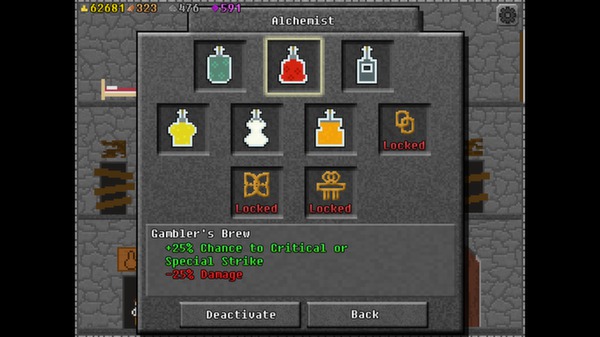 62681 323 476 591
Alchemist
Locked
Locked Locked
Gambler's Brew
+25% Chance to Critical or
Special Strike
-25% Damage
Deactivate Back